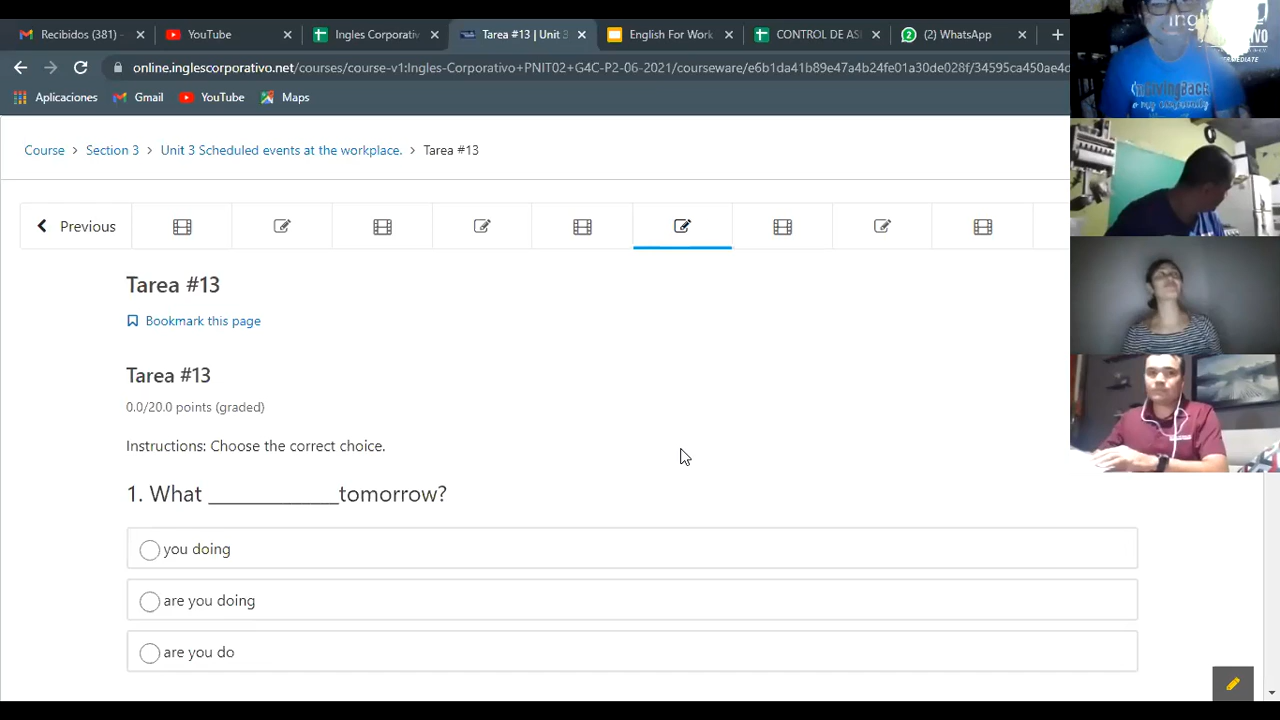 Recibidos (381) -
YouTube
Ingles Corporativ
Tarea #13 | Unit 3
English For Work
CONTROL DE AS
(2) WhatsApp
online.inglescorporativo.net/courses/course-v1:Ingles-Corporativo+PNIT02+G4C-P2-06-2021/courseware/e6b1da41b89e47a4b24fe01a30de028f/34595ca450ae4d
Aplicaciones
Gmail
YouTube
Maps
Course > Section 3 > Unit 3 Scheduled events at the workplace. > Tarea #13
Previous
Tarea #13
Bookmark this page
Tarea #13
0.0/20.0 points (graded)
Instructions: Choose the correct choice.
1. What ______________tomorrow?
you doing
are you doing
are you do